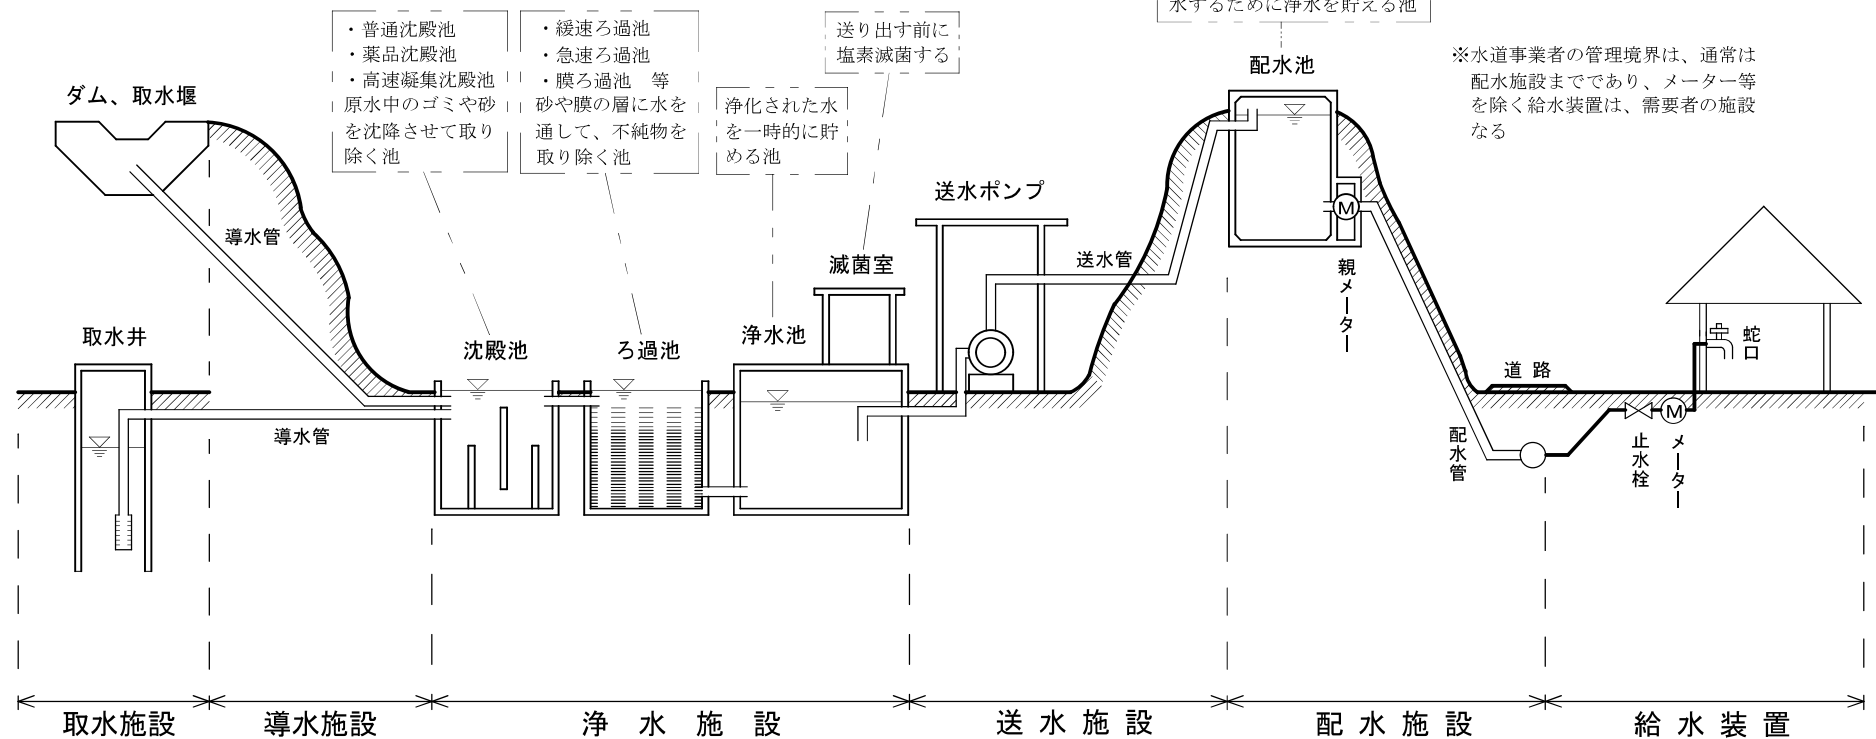 水するために浄水を貯える池
・普通沈殿池
・薬品沈殿池
・高速凝集沈殿池
原水中のゴミや砂
を沈降させて取り
除く池
・緩速ろ過池
・急速ろ過池
・膜ろ過池 等
砂や膜の層に水を
通して、不純物を
取り除く池
浄化された水
を一時的に貯
める池
送り出す前に
塩素滅菌する
※水道事業者の管理境界は、通常は
配水施設までであり、メーター等
を除く給水装置は、需要者の施設
なる
ダム、取水堰
導水管
取水井
導水管
沈殿池
ろ過池
浄水池
滅菌室
送水ポンプ
送水管
配水池
M
親メーター
配水管
道路
止水栓
M
メーター
蛇口
取水施設
導水施設
浄水施設
送水施設
配水施設
給水装置